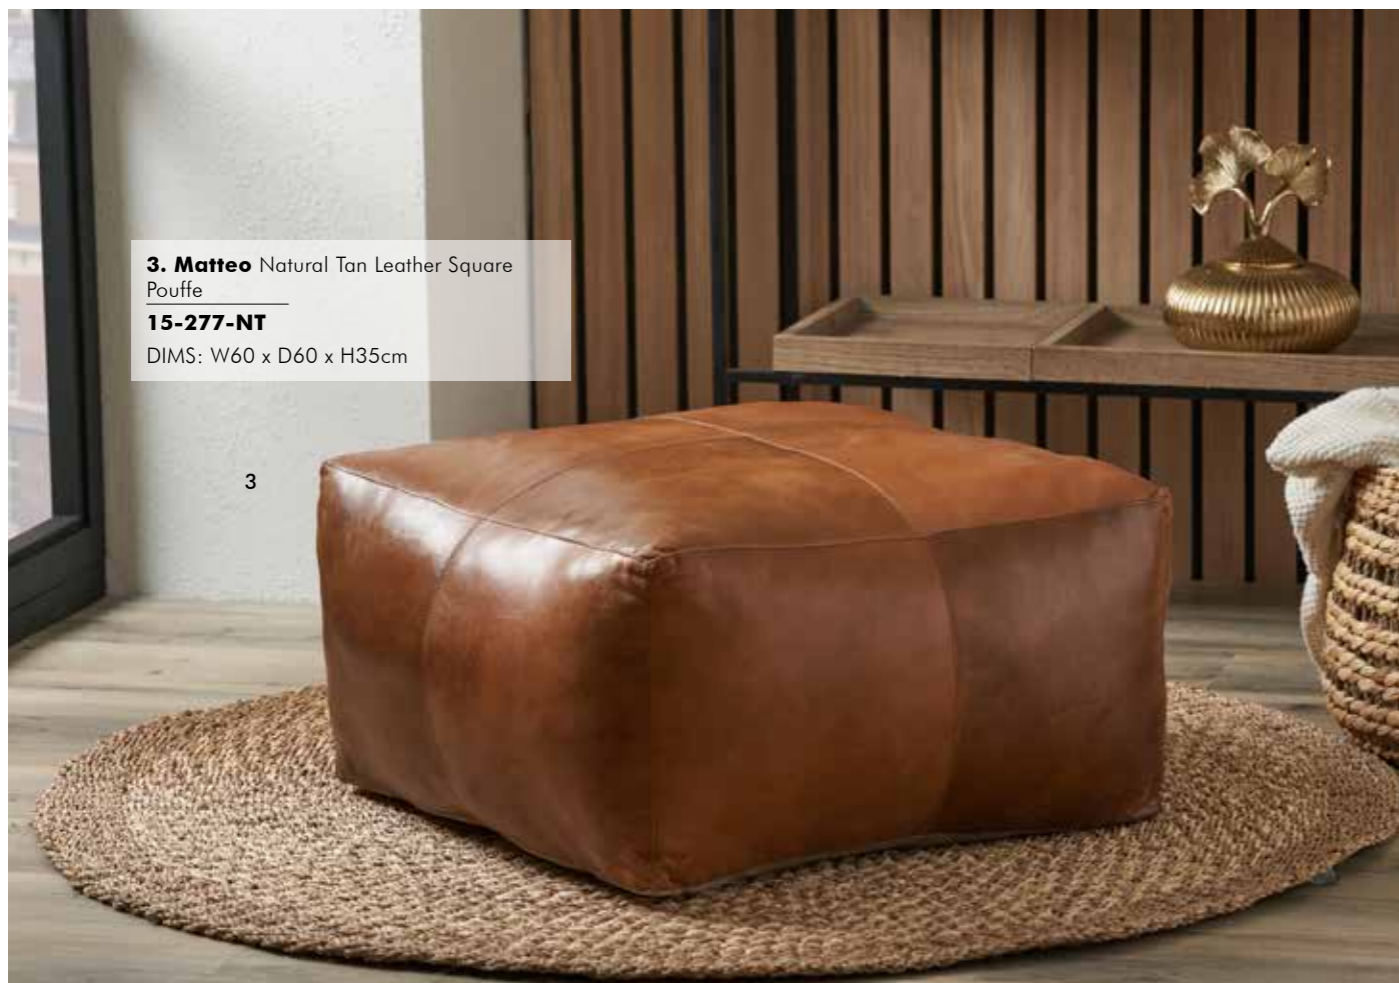 3. Matteo Natural Tan Leather Square
Pouffe
15-277-NT
DIMS: W60 x D60 x H35cm
3